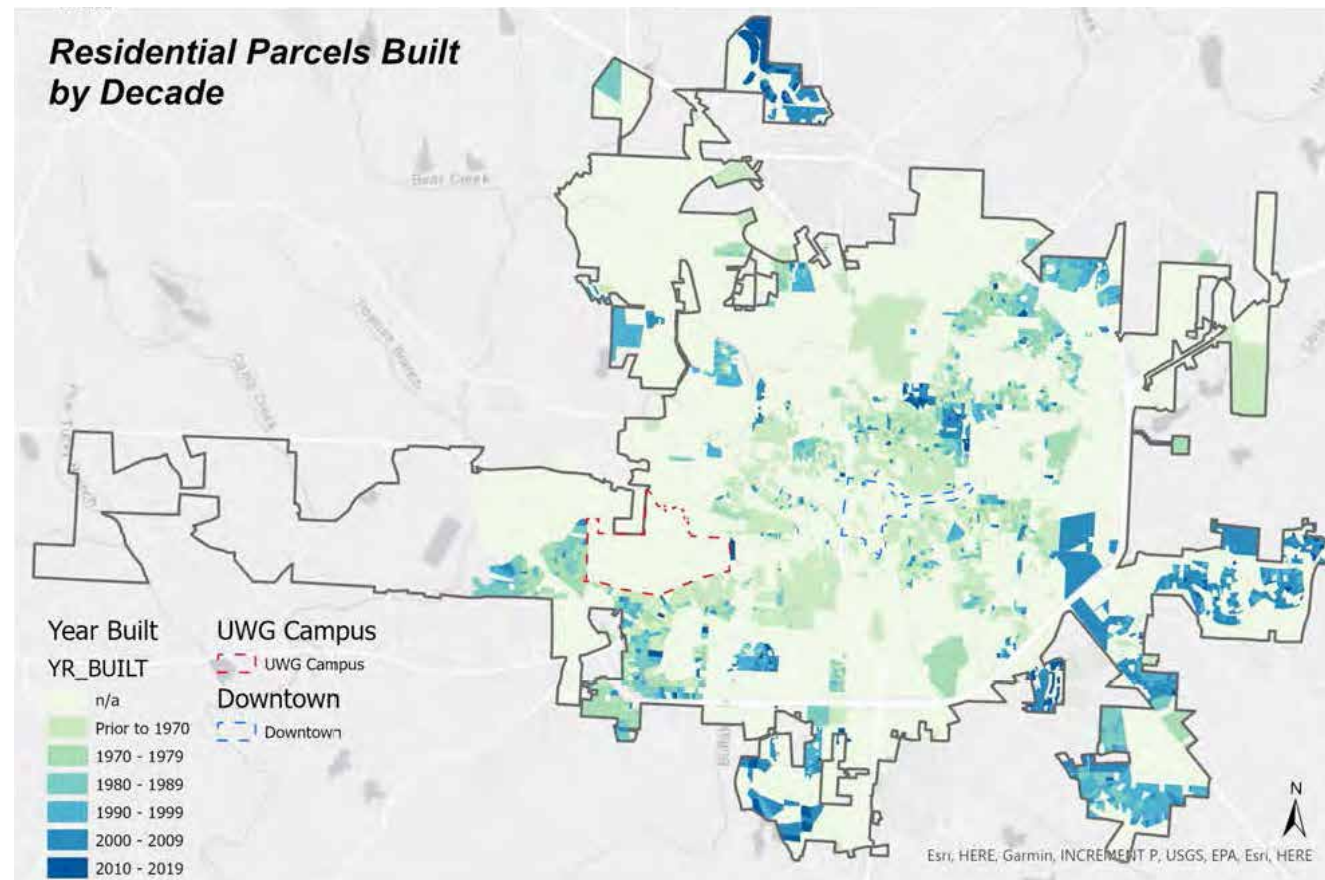 Residential Parcels Built
by Decade
Bear Creek
Year Built
YR_BUILT
n/a
Prior to 1970
1970 - 1979
1980 - 1989
1990 - 1999
2000 - 2009
2010 - 2019
UWG Campus
UWG Campus
Downtown
Downtown
N
Esri, HERE, Garmin, INCREMENT P, USGS, EPA, Esri, HERE